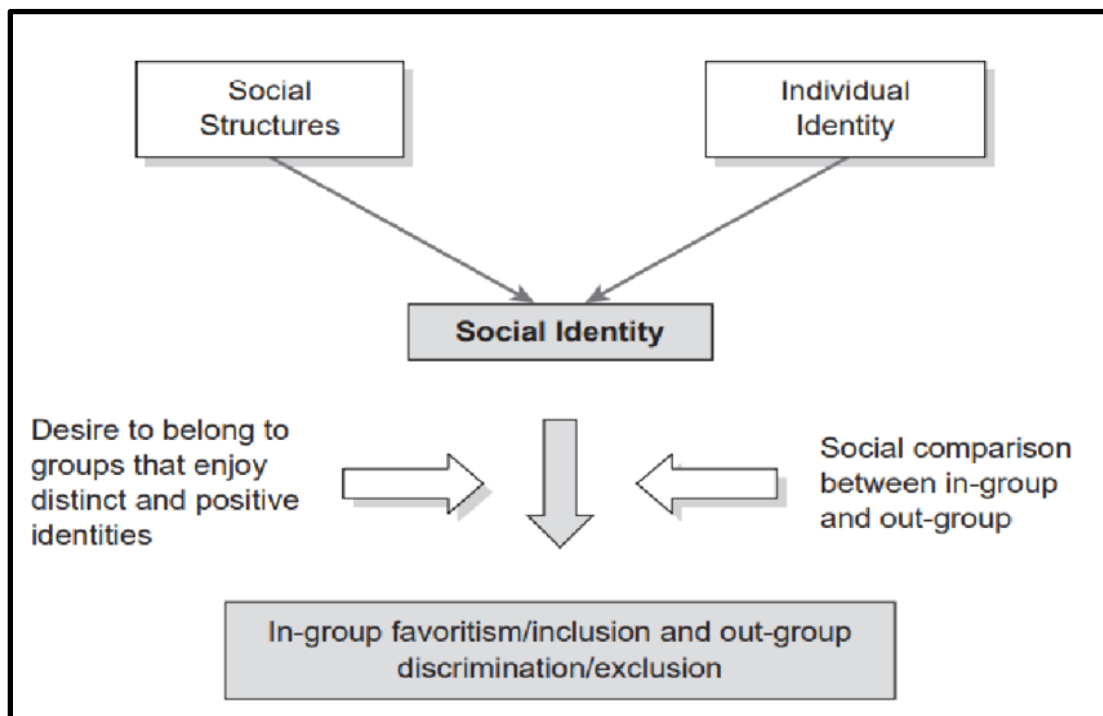 Social
Structures
Individual
Identity
Social Identity
Desire to belong to
groups that enjoy
distinct and positive
identities
Social comparison
between in-group
and out-group
In-group favoritism/inclusion and out-group
discrimination/exclusion